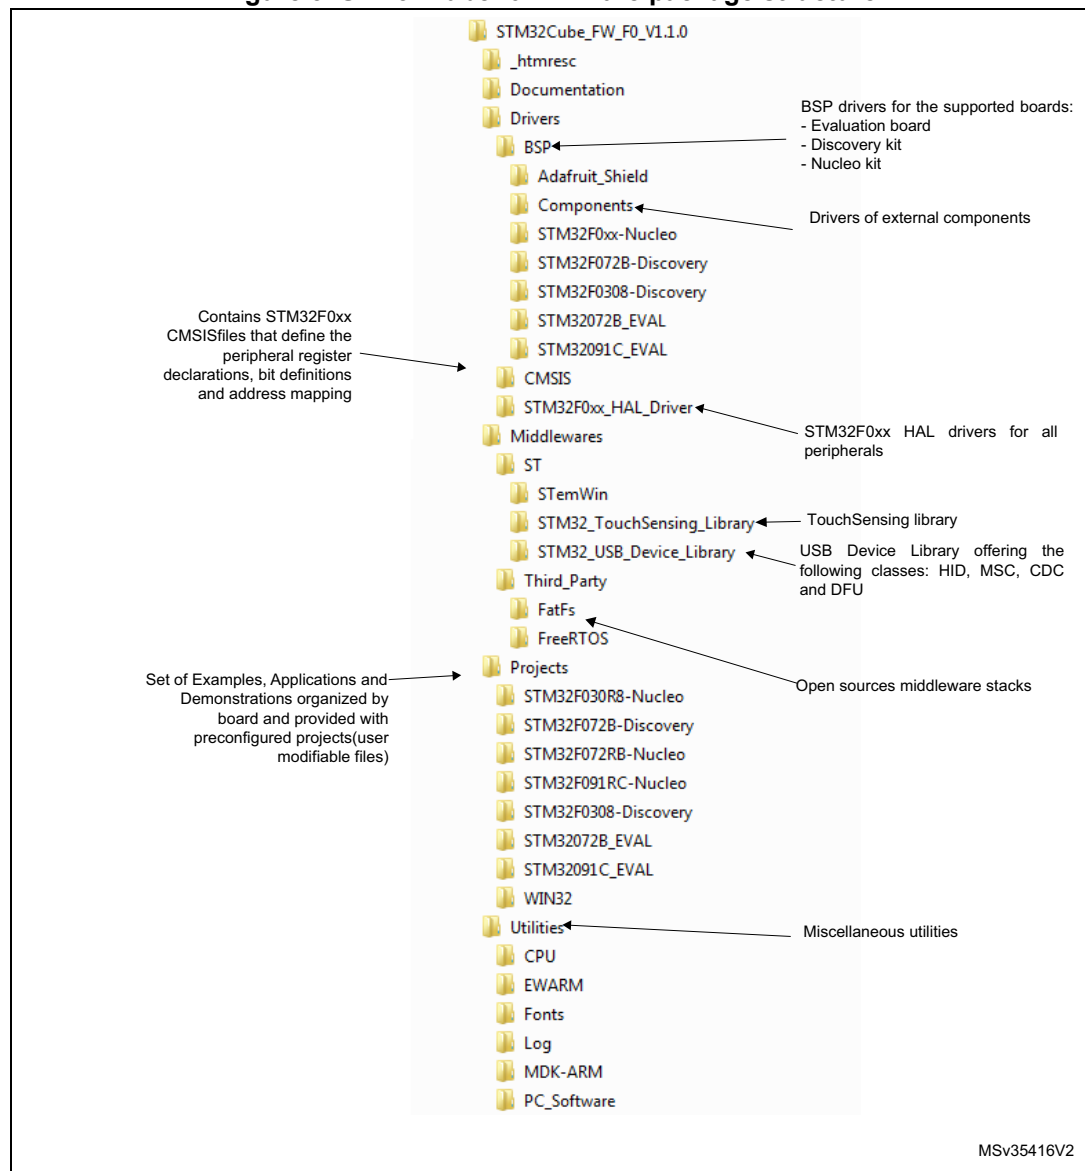 STM32Cube_FW_F0_V1.1.0
_htmresc
Documentation
Drivers
BSP
Adafruit_Shield
Components
STM32F0xx-Nucleo
STM32F072B-Discovery
STM32F0308-Discovery
STM32072B_EVAL
STM32091C_EVAL
CMSIS
STM32F0xx_HAL_Driver
Middlewares
ST
STemWin
STM32_TouchSensing_Library
STM32_USB_Device_Library
Third_Party
FatFs
FreeRTOS
Projects
STM32F030R8-Nucleo
STM32F072B-Discovery
STM32F072RB-Nucleo
STM32F091RC-Nucleo
STM32F0308-Discovery
STM32072B_EVAL
STM32091C_EVAL
WIN32
Utilities
CPU
EWARM
Fonts
Log
MDK-ARM
PC_Software
BSP drivers for the supported boards:
- Evaluation board
- Discovery kit
- Nucleo kit
Drivers of external components
Contains STM32F0xx
CMSISfiles that define the
peripheral register
declarations, bit definitions
and address mapping
STM32F0xx HAL drivers for all
peripherals
TouchSensing library
USB Device Library offering the
following classes: HID, MSC, CDC
and DFU
Open sources middleware stacks
Set of Examples, Applications and
Demonstrations organized by
board and provided with
preconfigured projects(user
modifiable files)
Miscellaneous utilities
MSv35416V2